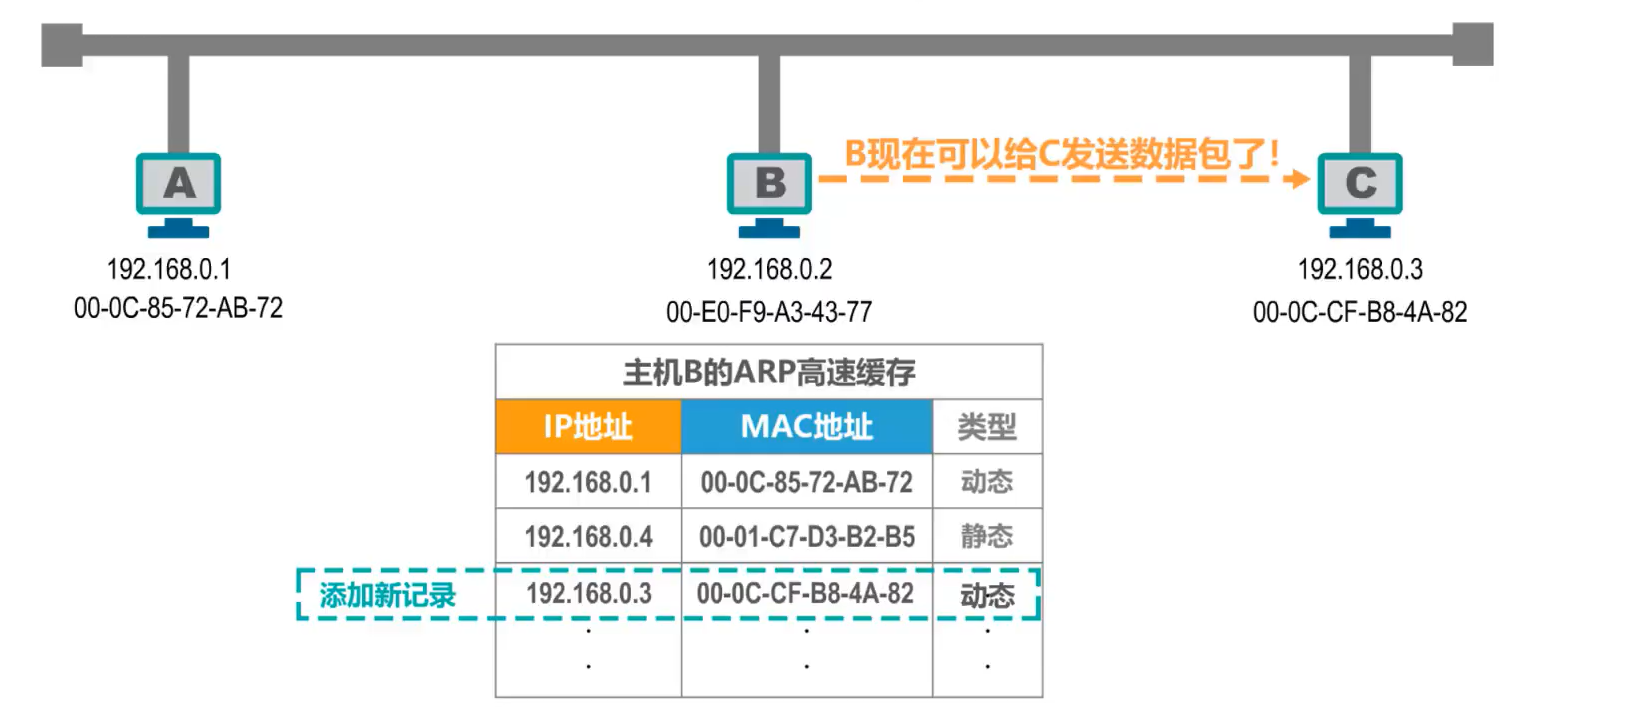 B现在可以给C发送数据包了!
A
B
C
192.168.0.1
192.168.0.2
192.168.0.3
00-0C-85-72-AB-72
00-E0-F9-A3-43-77
00-0C-CF-B8-4A-82
主机B的ARP高速缓存
IP地址 MAC地址 类型
192.168.0.1 00-0C-85-72-AB-72 动态
192.168.0.4 00-01-C7-D3-B2-B5 静态
添加新记录 192.168.0.3 00-0C-CF-B8-4A-82 动态